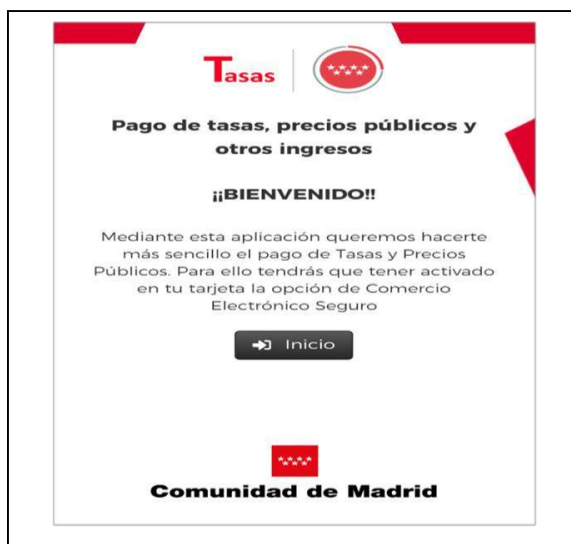 Tasas
Pago de tasas, precios públicos y
otros ingresos
¡¡BIENVENIDO!!
Mediante esta aplicación queremos hacerte
más sencillo el pago de Tasas y Precios
Públicos. Para ello tendrás que tener activado
en tu tarjeta la opción de Comercio
Electrónico Seguro
Inicio
Comunidad de Madrid